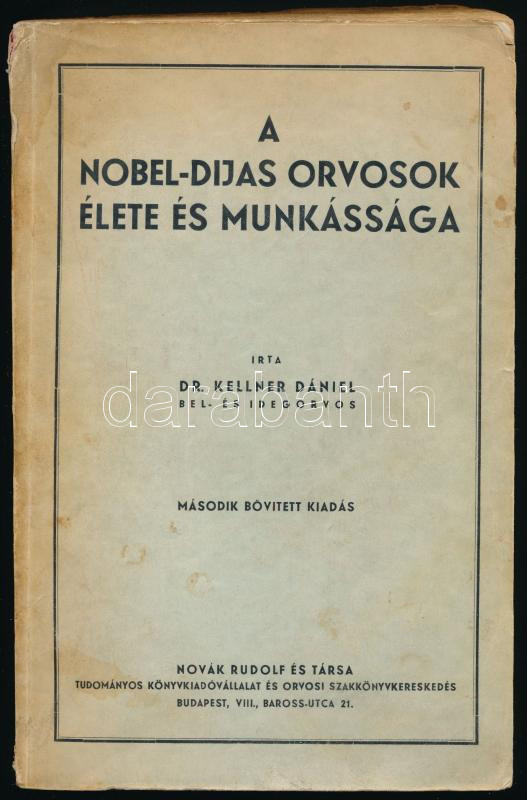 A
NOBEL-DIJAS ORVOSOK
ÉLETE ÉS MUNKÁSSÁGA
IRTA
DR. KELLNER DÁNIEL
darabanth
BEL- ÉS IDEGORVOS
MÁSODIK BŐVITETT KIADÁS
NOVÁK RUDOLF ÉS TÁRSA
TUDOMÁNYOS KÖNYVKIADÓVÁLLALAT ÉS ORVOSI SZAKKÖNYVKERESKEDÉS
BUDAPEST, VIII., BAROSS-UTCA 21.